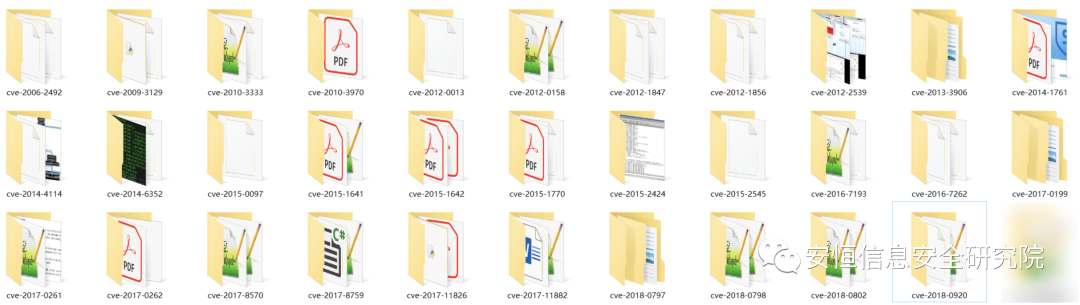 cve-2006-2492 cve-2009-3129 cve-2010-3333 cve-2010-3970 cve-2012-0013 cve-2012-0158 cve-2012-1847 cve-2012-1856 cve-2012-2539 cve-2013-3906 cve-2014-1761
cve-2014-4114 cve-2014-6352 cve-2015-0097 cve-2015-1641 cve-2015-1642 cve-2015-1770 cve-2015-2424 cve-2015-2545 cve-2016-7193 cve-2016-7262 cve-2017-0199
cve-2017-0261 cve-2017-0262 cve-2017-8570 cve-2017-8759 cve-2017-11826 cve-2017-11882 cve-2018-0797 cve-2018-0798 cve-2018-0802 cve-2018-0920
PDF
PDF
PDF
PDF
PDF
PDF
C#
W
安恒信息安全研究院